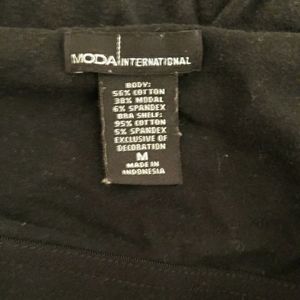 MODA INTERNATIONAL
BODY:
56% COTTON
38% MODAL
6% SPANDEX
BRA SHELF:
95% COTTON
5% SPANDEX
EXCLUSIVE OF
DECORATION
M
MADE IN
INDONESIA